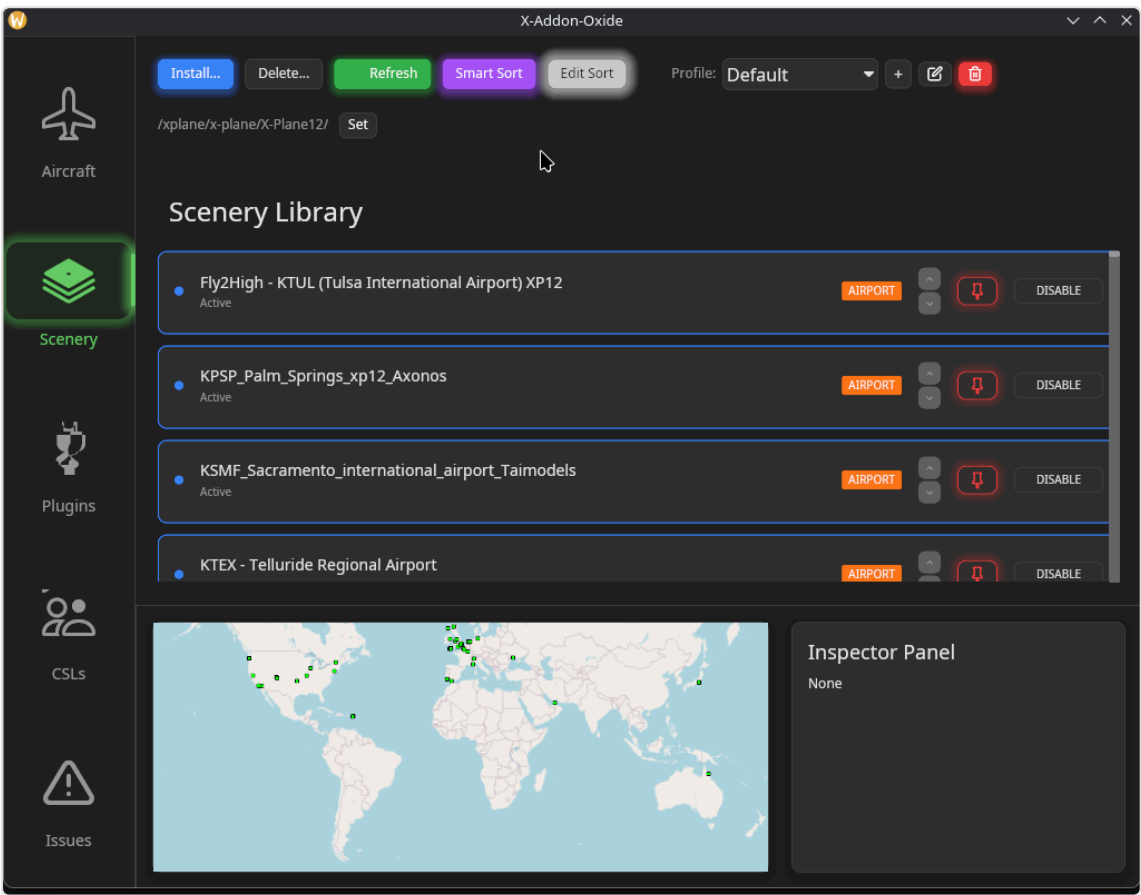 X-Addon-Oxide
Install... Delete... Refresh Smart Sort Edit Sort Profile: Default +
/xplane/x-plane/X-Plane12/ Set
Aircraft
Scenery
Plugins
CSLs
Issues
Scenery Library
Fly2High - KTUL (Tulsa International Airport) XP12
Active
AIRPORT DISABLE
KPSP_Palm_Springs_xp12_Axonos
Active
AIRPORT DISABLE
KSMF_Sacramento_international_airport_Taimodels
Active
AIRPORT DISABLE
KTEX - Telluride Regional Airport
AIRPORT DISABLE
Inspector Panel
None